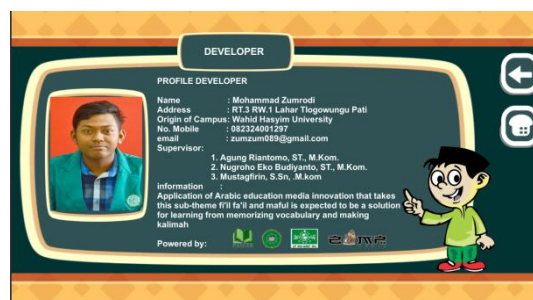 DEVELOPER
PROFILE DEVELOPER
Name : Mohammad Zumrodi
Address : RT.3 RW.1 Lahar Tlogowungu Pati
Origin of Campus: Wahid Hasyim University
No. Mobile : 082324001297
email : zumzum089@gmail.com
Supervisor:
1. Agung Riantomo, ST., M.Kom.
2. Nugroho Eko Budiyanto, ST., M.Kom.
3. Mustagfirin, S.Sn, .M.kom
information :
Application of Arabic education media innovation that takes
this sub-theme fi'il fa'il and maful is expected to be a solution
for learning from memorizing vocabulary and making
kalimah
Powered by: